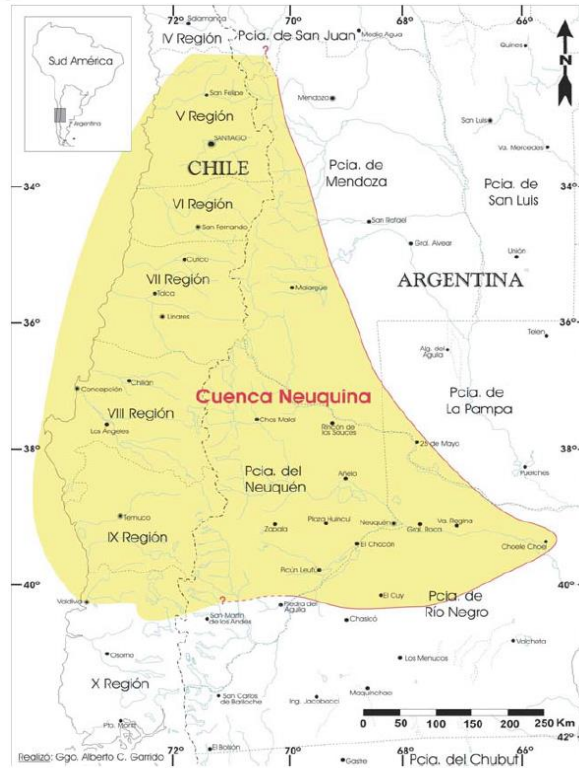 72°
70°
68°
66°
Salamanca
IV Región
Pcia. de San Juan
?
Media Agua
Quines
N
Sud América
Argentina
San Felipe
V Región
SANTIAGO
CHILE
Mendoza
San Luis
Va. Mercedes
Pcia. de
Mendoza
Pcia. de
San Luis
34°
34°
VI Región
San Fernando
San Rafael
Gral. Alvear
Unión
Curico
VII Región
Talca
Linares
Malargüe
ARGENTINA
36°
36°
Telen
Alg. del
Aguila
Concepción
Chillán
Cuenca Neuquina
Pcia. de
La Pampa
VIII Región
Los Angeles
Chos Malal
Rincón de
los Sauces
25 de Mayo
38°
38°
Puelches
Pcia. del
Neuquén
Añelo
Temuco
IX Región
Zapala
Plaza Huincul
Neuquén
Gral. Roca
Va. Regina
El Chocón
Choele Choel
Picún Leufú
40°
40°
El Cuy
Pcia. de
Río Negro
Valdivia
?
San Martín
de los Andes
Piedra del
Aguila
Chasicó
Valcheta
Osorno
Los Menucos
X Región
San Carlos
de Bariloche
Ing. Jacobacci
Maquinchao
Pto. Montt
0 50 100 150 200 250 Km
42°
42°
El Bolsón
Gastre
Pcia. del Chubut
Realizó: Ggo. Alberto C. Garrido
72°
70°
68°
66°